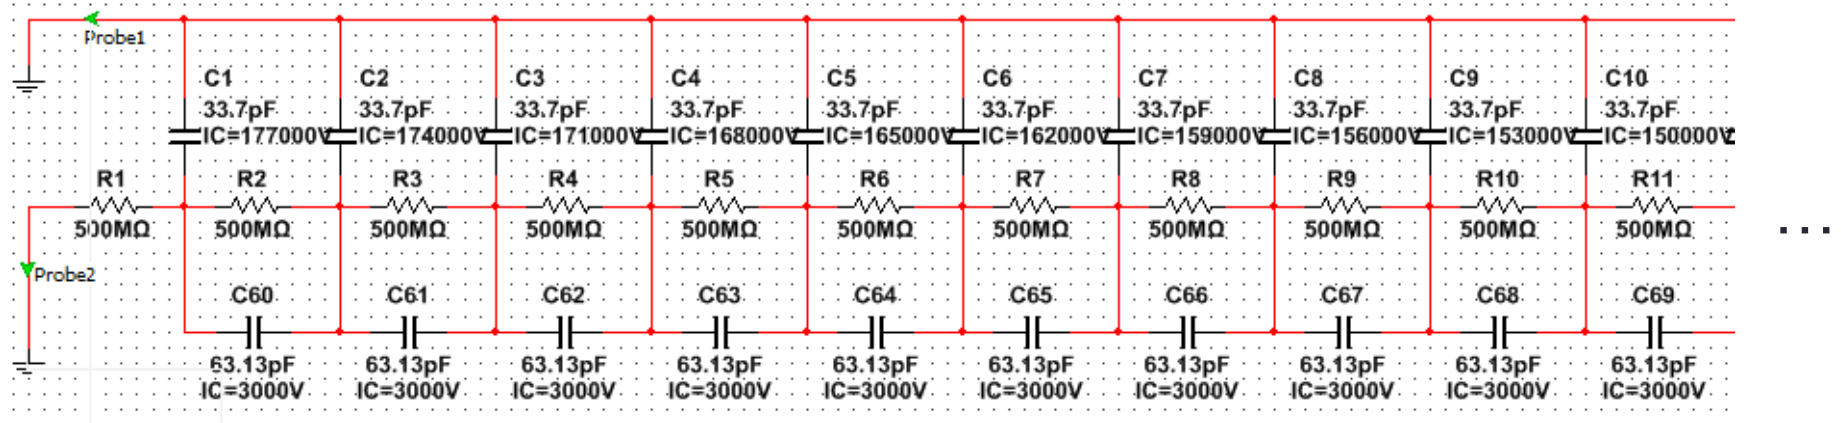 Probe1
C1 C2 C3 C4 C5 C6 C7 C8 C9 C10
33.7pF 33.7pF 33.7pF 33.7pF 33.7pF 33.7pF 33.7pF 33.7pF 33.7pF 33.7pF
IC=177000V IC=174000V IC=171000V IC=168000V IC=165000V IC=162000V IC=159000V IC=156000V IC=153000V IC=150000V
R1 R2 R3 R4 R5 R6 R7 R8 R9 R10 R11
500MΩ 500MΩ 500MΩ 500MΩ 500MΩ 500MΩ 500MΩ 500MΩ 500MΩ 500MΩ 500MΩ
...
Probe2
C60 C61 C62 C63 C64 C65 C66 C67 C68 C69
63.13pF 63.13pF 63.13pF 63.13pF 63.13pF 63.13pF 63.13pF 63.13pF 63.13pF 63.13pF
IC=3000V IC=3000V IC=3000V IC=3000V IC=3000V IC=3000V IC=3000V IC=3000V IC=3000V IC=3000V